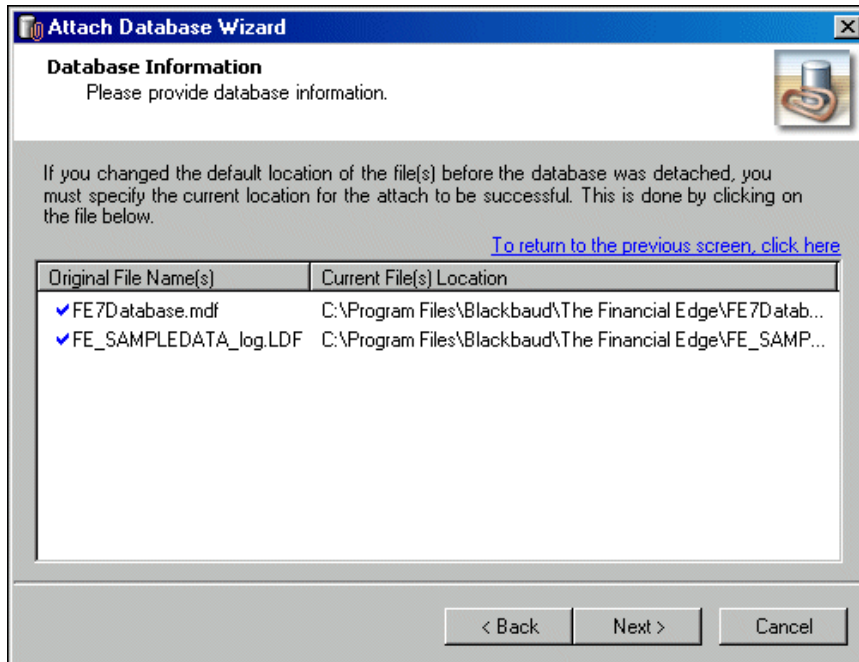 Attach Database Wizard
Database Information
Please provide database information.
If you changed the default location of the file(s) before the database was detached, you
must specify the current location for the attach to be successful. This is done by clicking on
the file below.
To return to the previous screen, click here
Original File Name(s) Current File(s) Location
FE7Database.mdf C:\Program Files\Blackbaud\The Financial Edge\FE7Datab...
FE_SAMPLEDATA_log.LDF C:\Program Files\Blackbaud\The Financial Edge\FE_SAMP...
< Back Next > Cancel